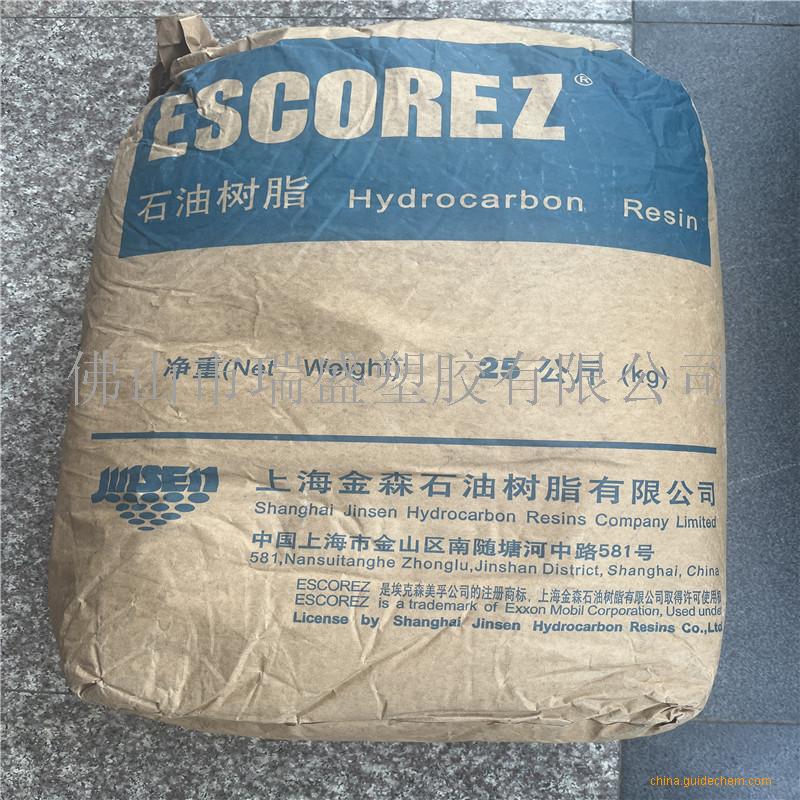 ESCOREZ®
石油树脂 Hydrocarbon Resin
净重(Net Weight) 25 公斤 (kg)
佛山市瑞盛塑胶有限公司
JINSEN
上海金森石油树脂有限公司
Shanghai Jinsen Hydrocarbon Resins Company Limited
中国上海市金山区南随塘河中路581号
581,Nansuitanghe Zhonglu,Jinshan District, Shanghai, China
ESCOREZ 是埃克森美孚公司的注册商标，上海金森石油树脂有限公司取得许可使用
ESCOREZ is a trademark of Exxon Mobil Corporation, Used under
License by Shanghai Jinsen Hydrocarbon Resins Co.,Ltd
china.guidechem.com